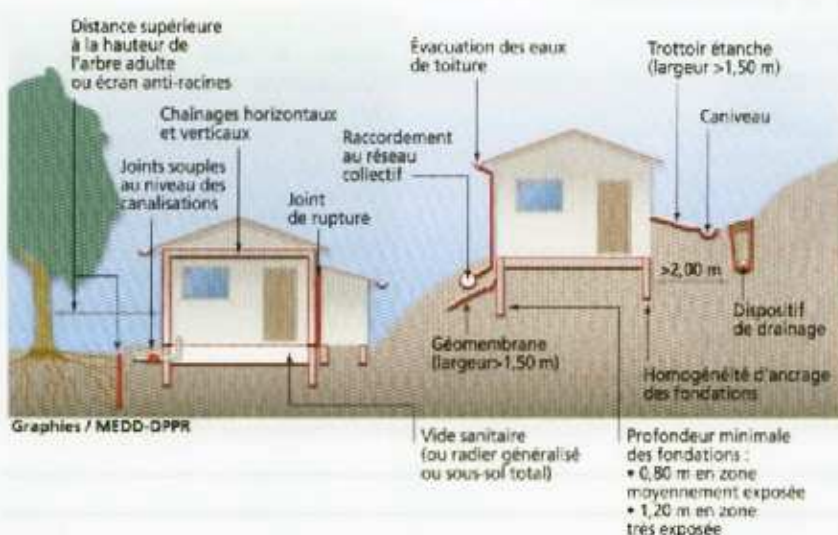 Distance supérieure
à la hauteur de
l'arbre adulte
ou écran anti-racines
Chaînages horizontaux
et verticaux
Joints souples
au niveau des
canalisations
Joint
de rupture
Évacuation des eaux
de toiture
Raccordement
au réseau
collectif
Trottoir étanche
(largeur >1,50 m)
Caniveau
>2,00 m
Dispositif
de drainage
Géomembrane
(largeur>1,50 m)
Homogénéité d'ancrage
des fondations
Graphies / MEDD-DPPR
Vide sanitaire
(ou radier généralisé
ou sous-sol total)
Profondeur minimale
des fondations :
• 0,80 m en zone
moyennement exposée
• 1,20 m en zone
très exposée